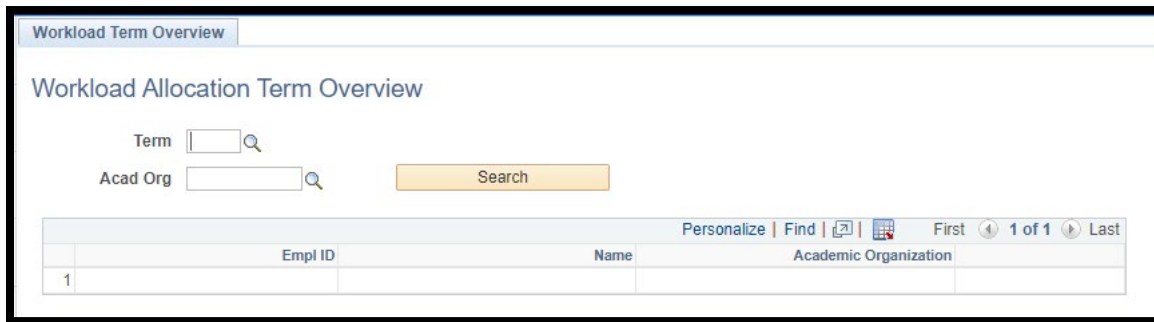 Workload Term Overview
Workload Allocation Term Overview
Term
Acad Org Search
Personalize | Find | | First 1 of 1 Last
Empl ID Name Academic Organization
1